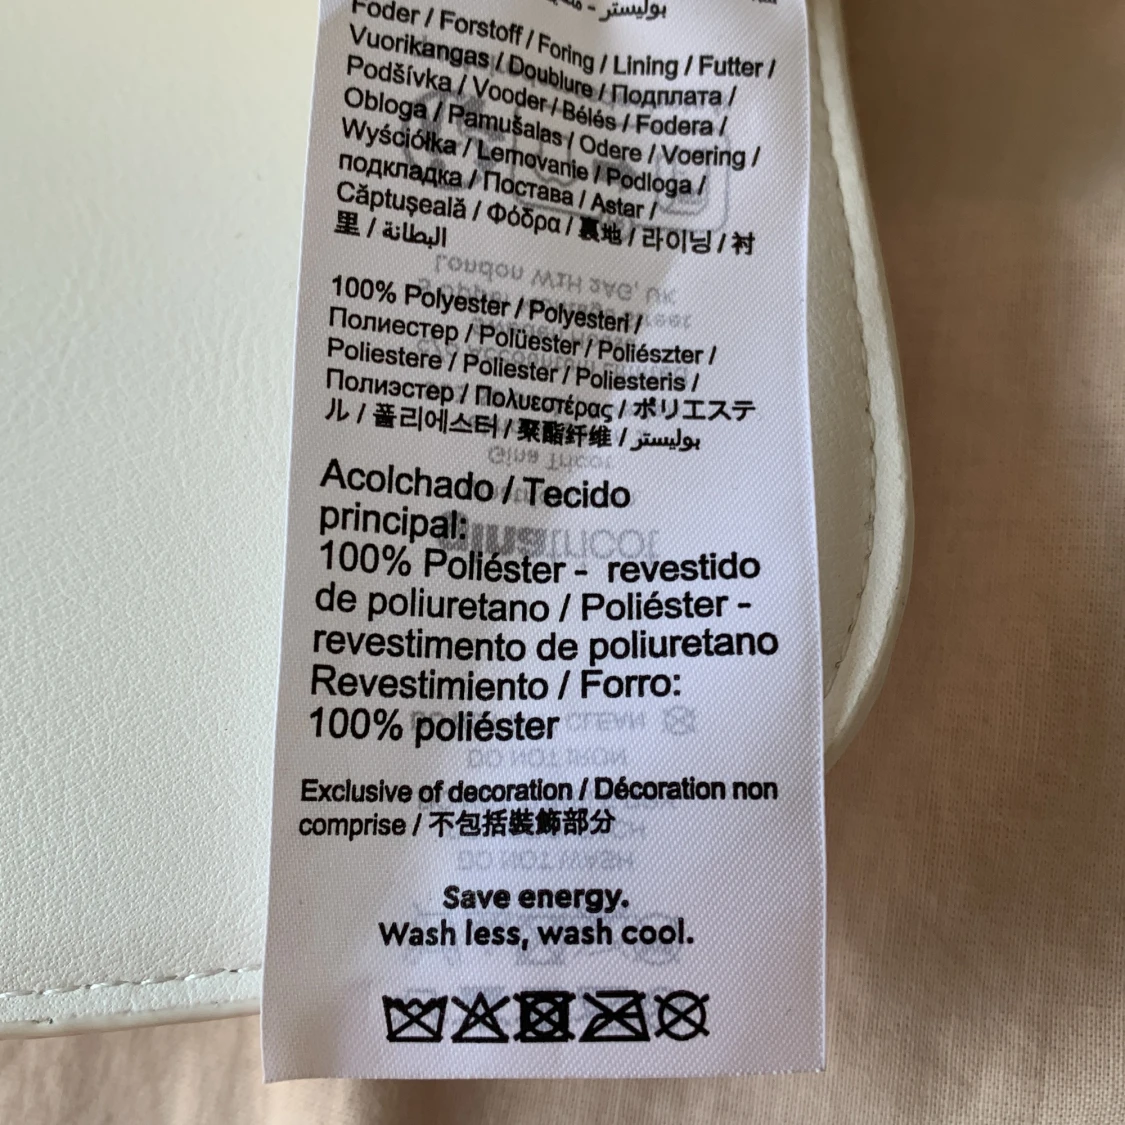 بوليستر -
Foder / Forstoff / Foring / Lining / Futter /
Vuorikangas / Doublure / Подплата /
Podšívka / Vooder / Bélés / Fodera /
Obloga / Pamušalas / Odere / Voering /
Wyściółka / Lemovanie / Podloga /
подкладка / Постава / Astar /
Căptușeală / Φόδρα / 裏地 / 라이닝 / 衬
里 / البطانة
100% Polyester / Polyesteri /
Полиестер / Polüester / Poliészter /
Poliestere / Poliester / Poliesteris /
Полиэстер / Πολυεστέρας / ポリエステ
ル / 폴리에스터 / 聚酯纤维 / بوليستر
Acolchado / Tecido
principal:
100% Poliéster - revestido
de poliuretano / Poliéster -
revestimento de poliuretano
Revestimiento / Forro:
100% poliéster
Exclusive of decoration / Décoration non
comprise / 不包括裝飾部分
Save energy.
Wash less, wash cool.